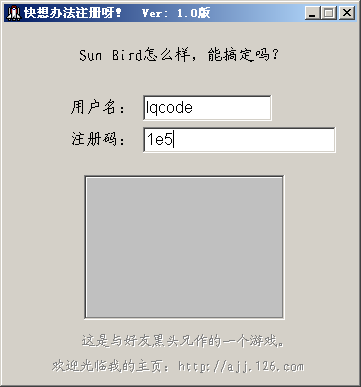 快想办法注册呀! Ver: 1.0版
Sun Bird怎么样，能搞定吗？
用户名： lqcode
注册码： 1e5
这是与好友黑头兄作的一个游戏。
欢迎光临我的主页：http://ajj.126.com